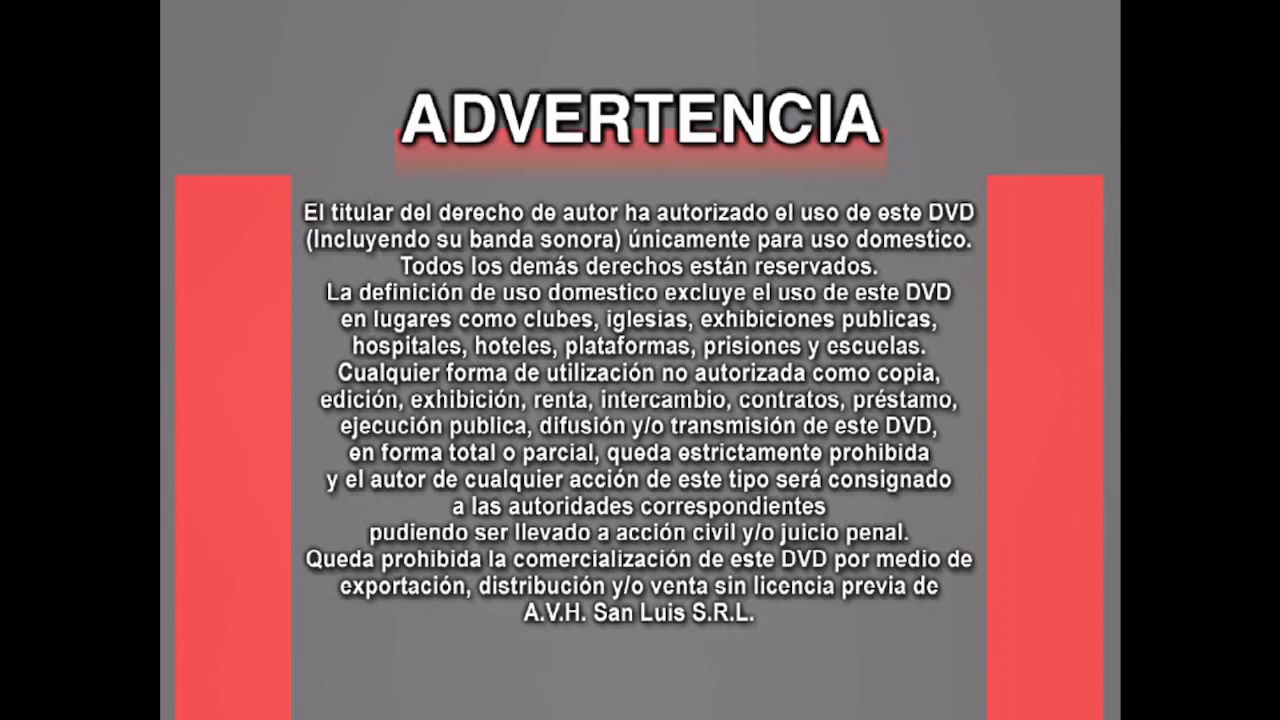 ADVERTENCIA
El titular del derecho de autor ha autorizado el uso de este DVD
(Incluyendo su banda sonora) únicamente para uso domestico.
Todos los demás derechos están reservados.
La definición de uso domestico excluye el uso de este DVD
en lugares como clubes, iglesias, exhibiciones publicas,
hospitales, hoteles, plataformas, prisiones y escuelas.
Cualquier forma de utilización no autorizada como copia,
edición, exhibición, renta, intercambio, contratos, préstamo,
ejecución publica, difusión y/o transmisión de este DVD,
en forma total o parcial, queda estrictamente prohibida
y el autor de cualquier acción de este tipo será consignado
a las autoridades correspondientes
pudiendo ser llevado a acción civil y/o juicio penal.
Queda prohibida la comercialización de este DVD por medio de
exportación, distribución y/o venta sin licencia previa de
A.V.H. San Luis S.R.L.